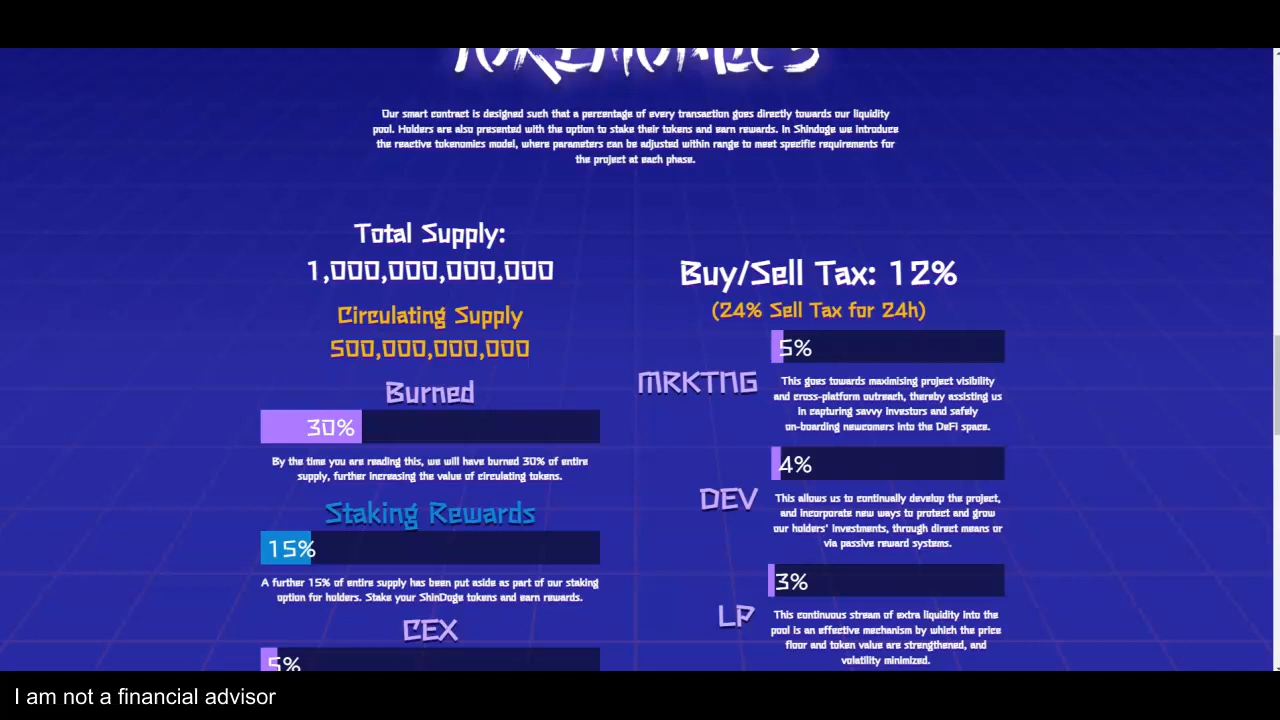 TOKENOMICS
Our smart contract is designed such that a percentage of every transaction goes directly towards our liquidity
pool. Holders are also presented with the option to stake their tokens and earn rewards. In Shindoge we introduce
the reactive tokenomics model, where parameters can be adjusted within range to meet specific requirements for
the project at each phase.
Total Supply:
1,000,000,000,000
Circulating Supply
500,000,000,000
Burned
30%
By the time you are reading this, we will have burned 30% of entire
supply, further increasing the value of circulating tokens.
Staking Rewards
15%
A further 15% of entire supply has been put aside as part of our staking
option for holders. Stake your ShinDoge tokens and earn rewards.
CEX
5%
Buy/Sell Tax: 12%
(24% Sell Tax for 24h)
MRKTNG
5%
This goes towards maximising project visibility
and cross-platform outreach, thereby assisting us
in capturing savvy investors and safely
on-boarding newcomers into the DeFi space.
DEV
4%
This allows us to continually develop the project,
and incorporate new ways to protect and grow
our holders' investments, through direct means or
via passive reward systems.
LP
3%
This continuous stream of extra liquidity into the
pool is an effective mechanism by which the price
floor and token value are strengthened, and
volatility minimized.
I am not a financial advisor